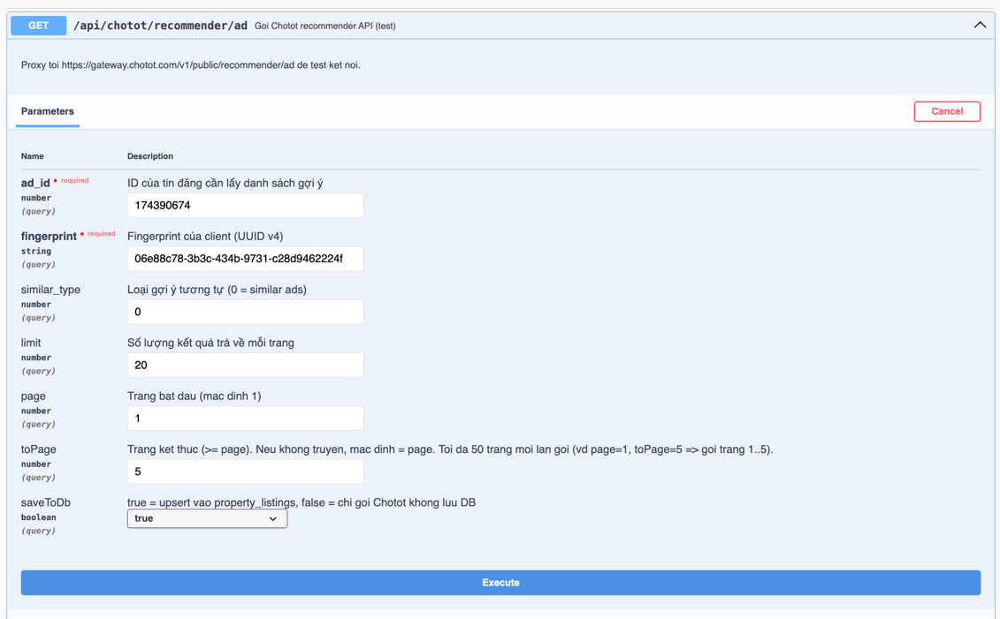 GET /api/chotot/recommender/ad Goi Chotot recommender API (test)
Proxy toi https://gateway.chotot.com/v1/public/recommender/ad de test ket noi.
Parameters Cancel
Name Description
ad_id * required ID của tin đăng cần lấy danh sách gợi ý
number
(query)
174390674
fingerprint * required Fingerprint của client (UUID v4)
string
(query)
06e88c78-3b3c-434b-9731-c28d9462224f
similar_type Loại gợi ý tương tự (0 = similar ads)
number
(query)
0
limit Số lượng kết quả trả về mỗi trang
number
(query)
20
page Trang bat dau (mac dinh 1)
number
(query)
1
toPage Trang ket thuc (>= page). Neu khong truyen, mac dinh = page. Toi da 50 trang moi lan goi (vd page=1, toPage=5 => goi trang 1..5).
number
(query)
5
saveToDb true = upsert vao property_listings, false = chi goi Chotot khong luu DB
boolean
(query)
true
Execute